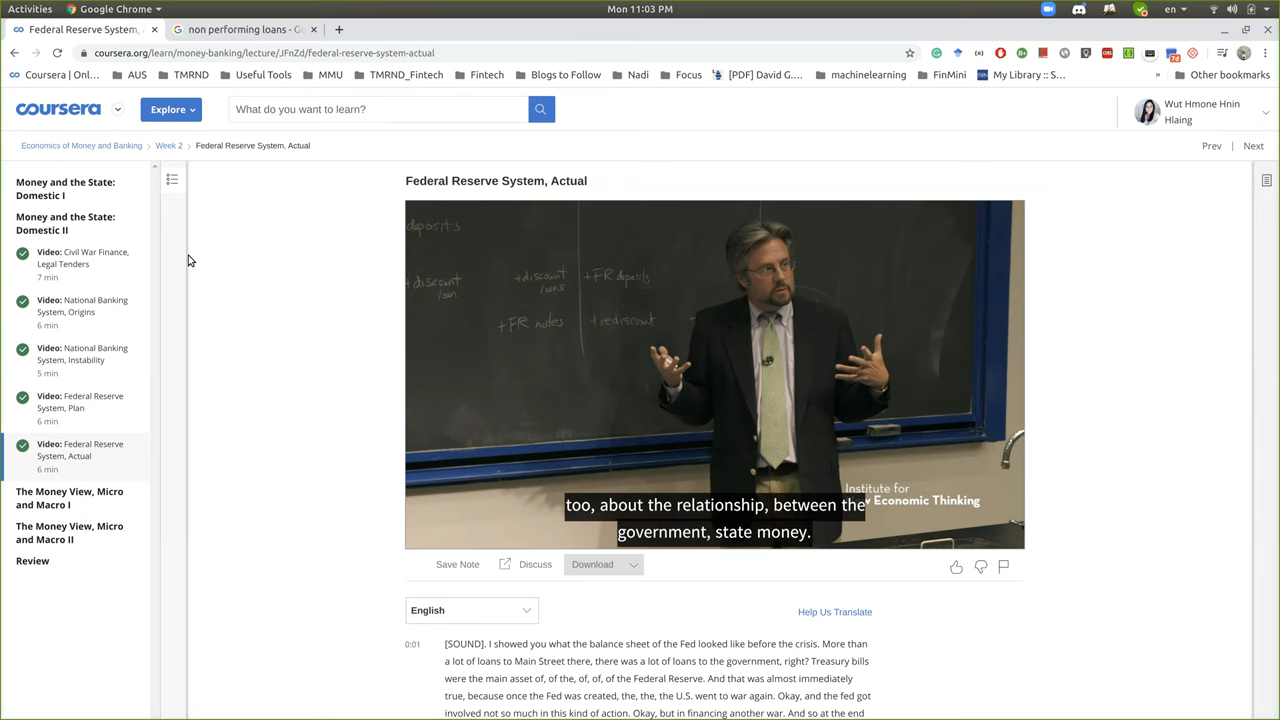 Activities
Google Chrome
Mon 11:03 PM
en
Federal Reserve System, A
non performing loans - Go
coursera.org/learn/money-banking/lecture/JFnZd/federal-reserve-system-actual
Coursera | Onl...
AUS
TMRND
Useful Tools
MMU
TMRND_Fintech
Fintech
Blogs to Follow
Nadi
Focus
[PDF] David G....
machinelearning
FinMini
My Library :: S...
»
Other bookmarks
coursera
Explore
What do you want to learn?
Wut Hmone Hnin
Hlaing
Economics of Money and Banking > Week 2 > Federal Reserve System, Actual
Prev | Next
Money and the State:
Domestic I
Money and the State:
Domestic II
Video: Civil War Finance,
Legal Tenders
7 min
Video: National Banking
System, Origins
6 min
Video: National Banking
System, Instability
5 min
Video: Federal Reserve
System, Plan
6 min
Video: Federal Reserve
System, Actual
6 min
The Money View, Micro
and Macro I
The Money View, Micro
and Macro II
Review
Federal Reserve System, Actual
deposits
+discount
loan
+discount
loans
+FR deposits
+FR notes
+rediscount
Institute for
Economic Thinking
too, about the relationship, between the
government, state money.
Save Note
Discuss
Download
English
Help Us Translate
0:01
[SOUND]. I showed you what the balance sheet of the Fed looked like before the crisis. More than
a lot of loans to Main Street there, there was a lot of loans to the government, right? Treasury bills
were the main asset of, of the, of, of, of the Federal Reserve. And that was almost immediately
true, because once the Fed was created, the, the, the U.S. went to war again. Okay, and the fed got
involved not so much in this kind of action. Okay, but in financing another war. And so at the end